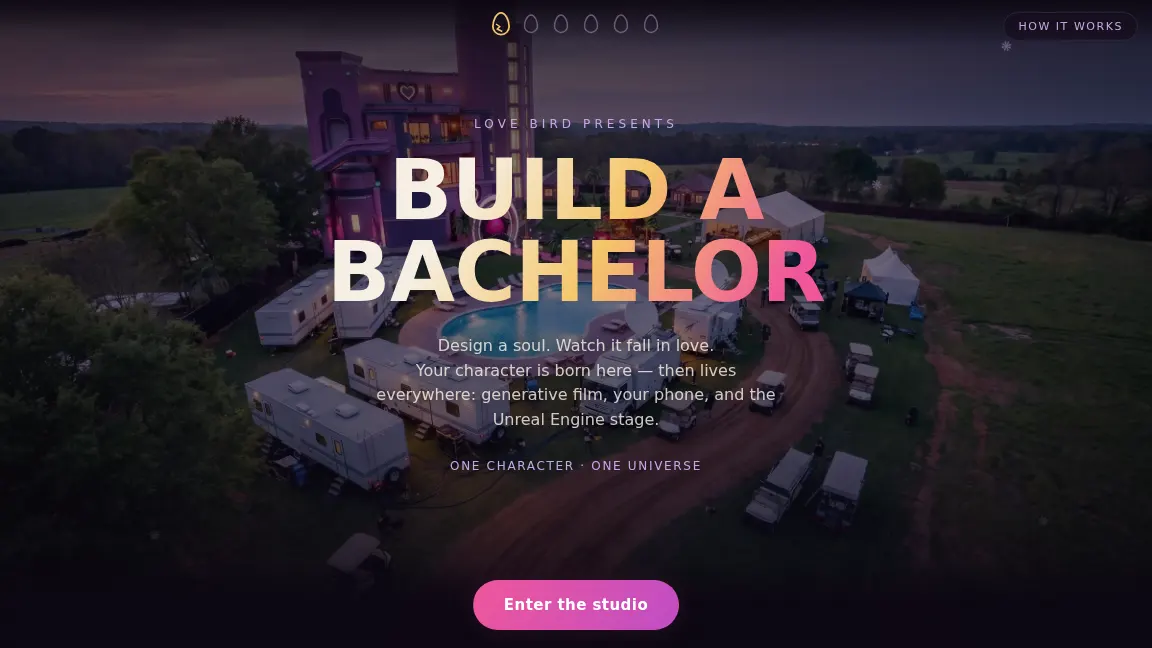 HOW IT WORKS
LOVE BIRD PRESENTS
BUILD A
BACHELOR
Design a soul. Watch it fall in love.
Your character is born here — then lives
everywhere: generative film, your phone, and the
Unreal Engine stage.
ONE CHARACTER · ONE UNIVERSE
Enter the studio